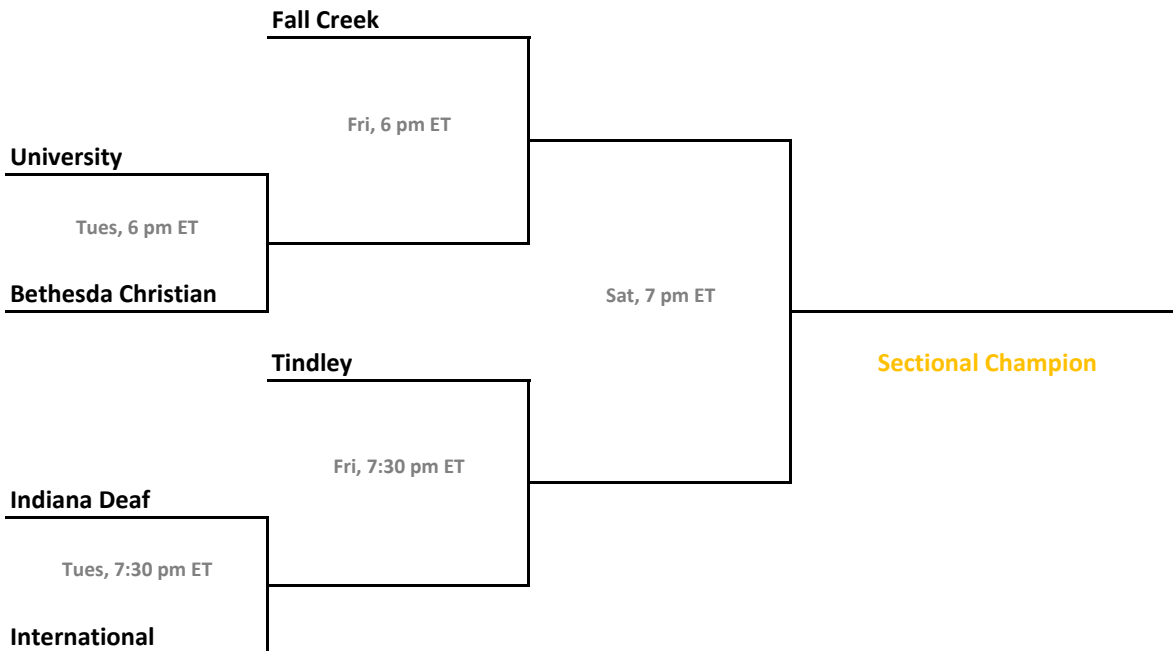 Fall Creek
Fri, 6 pm ET
University
Tues, 6 pm ET
Bethesda Christian
Sat, 7 pm ET
Tindley
Sectional Champion
Fri, 7:30 pm ET
Indiana Deaf
Tues, 7:30 pm ET
International